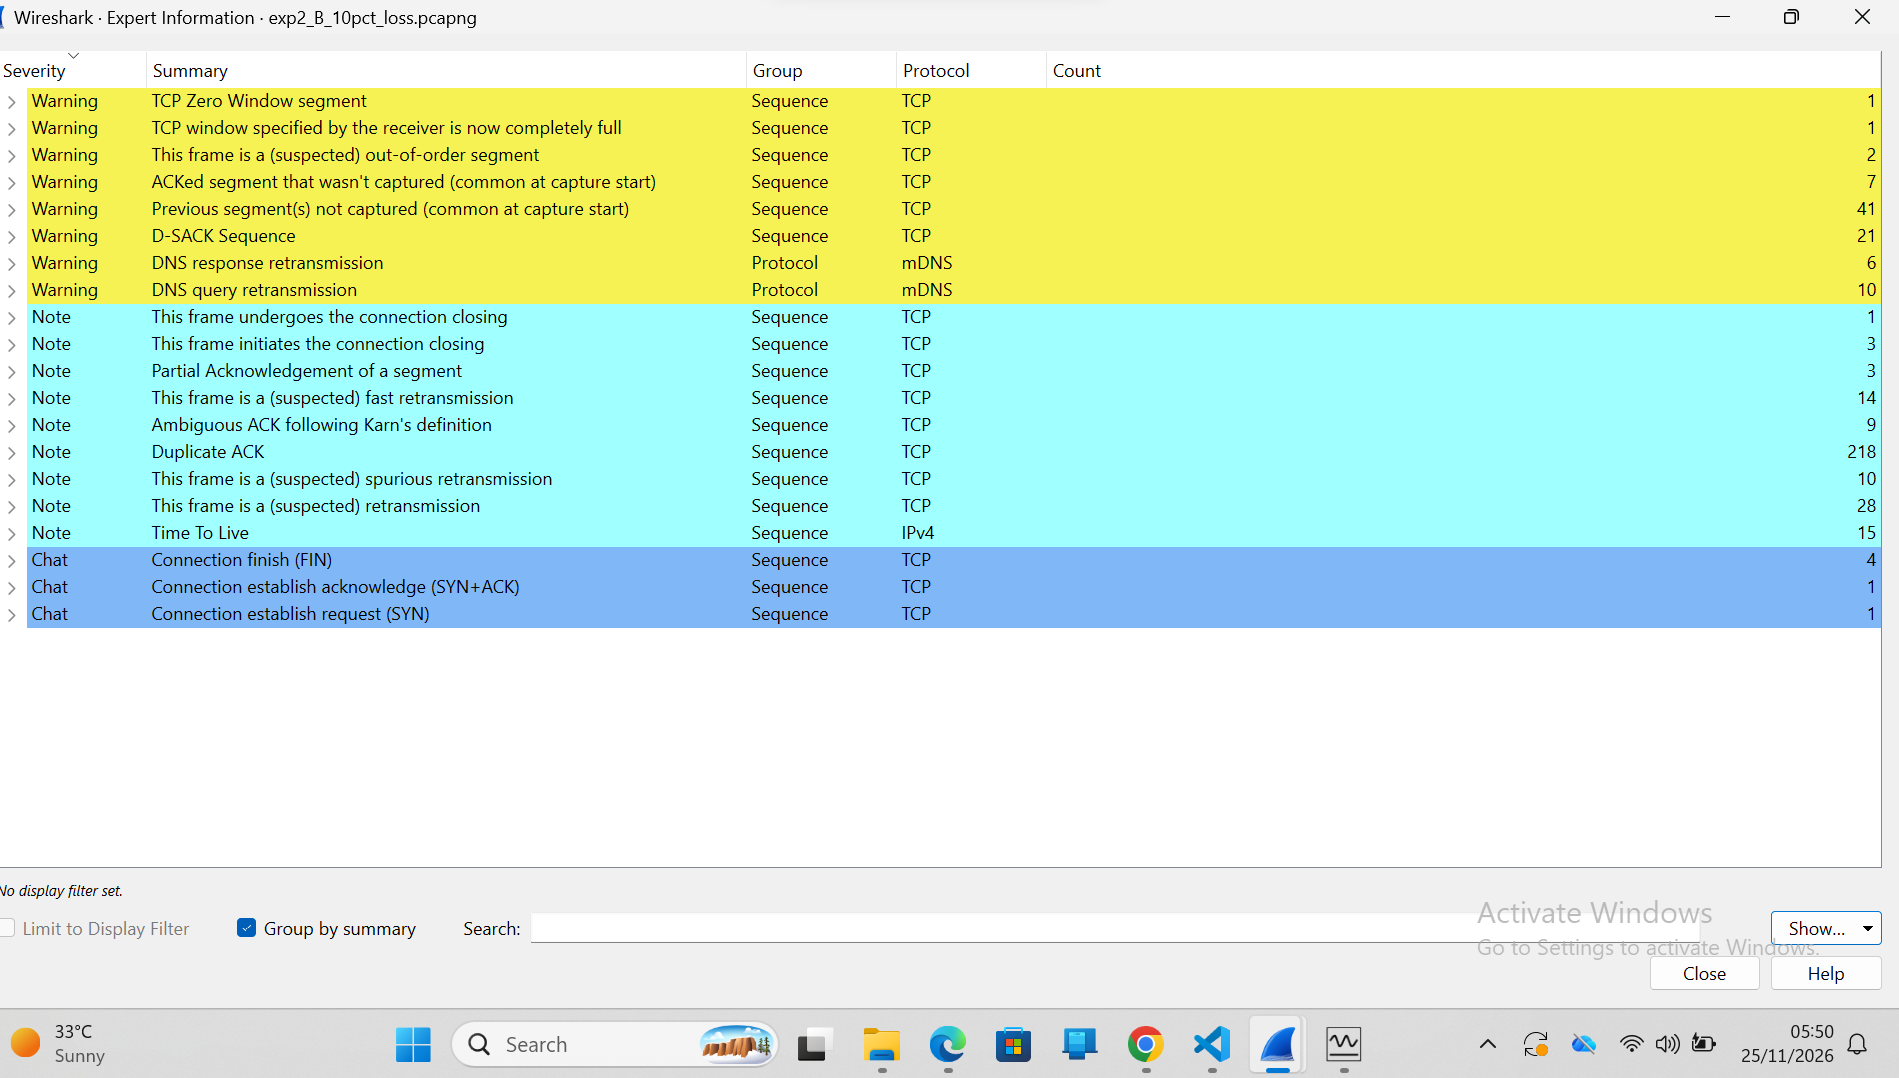 Wireshark · Expert Information · exp2_B_10pct_loss.pcapng
Severity Summary Group Protocol Count
Warning TCP Zero Window segment Sequence TCP 1
Warning TCP window specified by the receiver is now completely full Sequence TCP 1
Warning This frame is a (suspected) out-of-order segment Sequence TCP 2
Warning ACKed segment that wasn't captured (common at capture start) Sequence TCP 7
Warning Previous segment(s) not captured (common at capture start) Sequence TCP 41
Warning D-SACK Sequence Sequence TCP 21
Warning DNS response retransmission Protocol mDNS 6
Warning DNS query retransmission Protocol mDNS 10
Note This frame undergoes the connection closing Sequence TCP 1
Note This frame initiates the connection closing Sequence TCP 3
Note Partial Acknowledgement of a segment Sequence TCP 3
Note This frame is a (suspected) fast retransmission Sequence TCP 14
Note Ambiguous ACK following Karn's definition Sequence TCP 9
Note Duplicate ACK Sequence TCP 218
Note This frame is a (suspected) spurious retransmission Sequence TCP 10
Note This frame is a (suspected) retransmission Sequence TCP 28
Note Time To Live Sequence IPv4 15
Chat Connection finish (FIN) Sequence TCP 4
Chat Connection establish acknowledge (SYN+ACK) Sequence TCP 1
Chat Connection establish request (SYN) Sequence TCP 1
No display filter set.
Limit to Display Filter Group by summary Search: Show...
Activate Windows
Go to Settings to activate Windows.
Close Help
33°C
Sunny
Search
05:50
25/11/2026